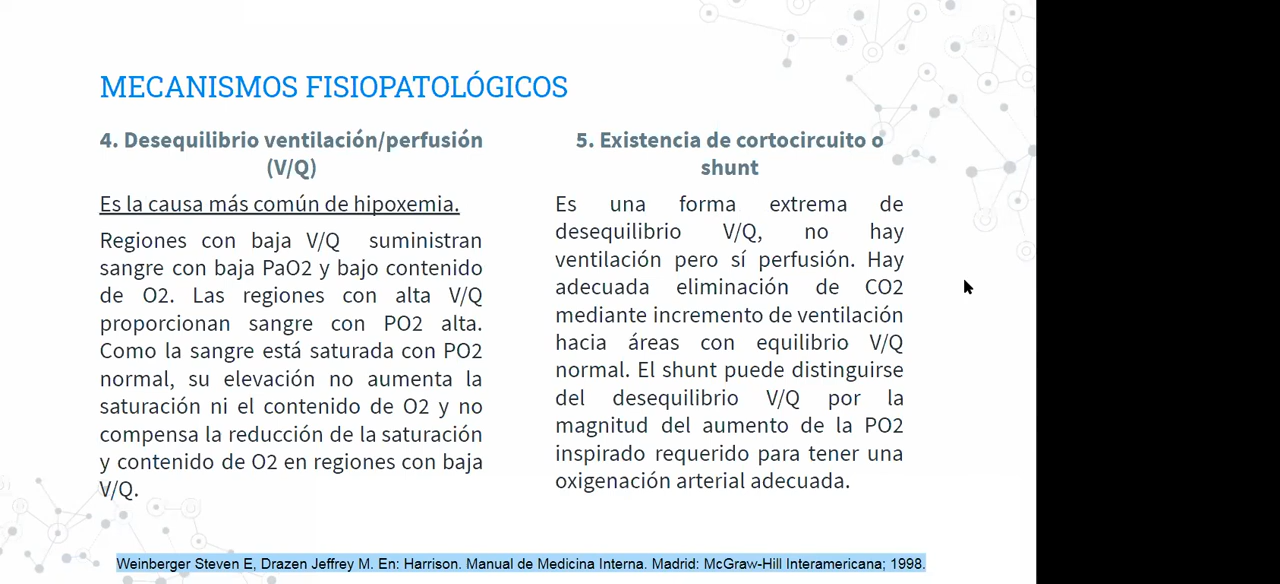 MECANISMOS FISIOPATOLÓGICOS
4. Desequilibrio ventilación/perfusión
(V/Q)
Es la causa más común de hipoxemia.
Regiones con baja V/Q suministran
sangre con baja PaO2 y bajo contenido
de O2. Las regiones con alta V/Q
proporcionan sangre con PO2 alta.
Como la sangre está saturada con PO2
normal, su elevación no aumenta la
saturación ni el contenido de O2 y no
compensa la reducción de la saturación
y contenido de O2 en regiones con baja
V/Q.
5. Existencia de cortocircuito o
shunt
Es una forma extrema de
desequilibrio V/Q, no hay
ventilación pero sí perfusión. Hay
adecuada eliminación de CO2
mediante incremento de ventilación
hacia áreas con equilibrio V/Q
normal. El shunt puede distinguirse
del desequilibrio V/Q por la
magnitud del aumento de la PO2
inspirado requerido para tener una
oxigenación arterial adecuada.
Weinberger Steven E, Drazen Jeffrey M. En: Harrison. Manual de Medicina Interna. Madrid: McGraw-Hill Interamericana; 1998.